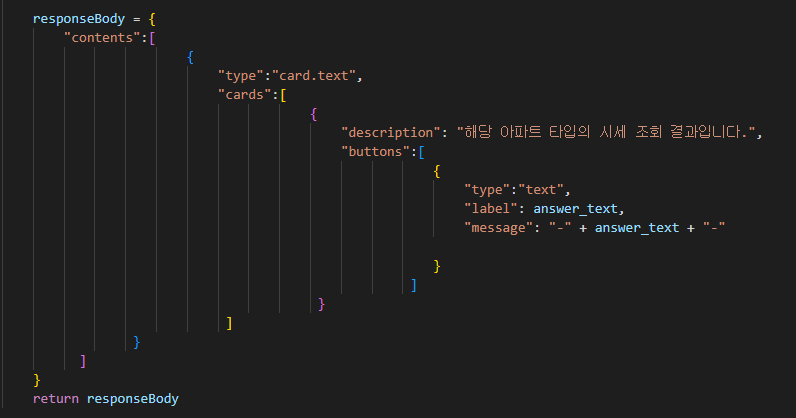 responseBody = {
"contents":[
{
"type":"card.text",
"cards":[
{
"description": "해당 아파트 타입의 시세 조회 결과입니다.",
"buttons":[
{
"type":"text",
"label": answer_text,
"message": "-" + answer_text + "-"
}
]
}
]
}
]
}
return responseBody